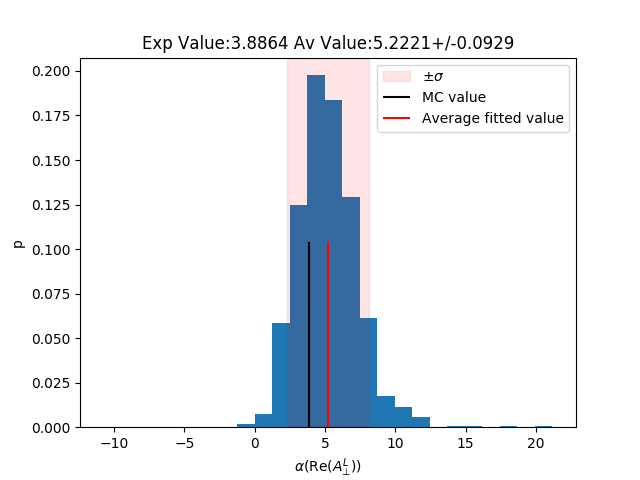 Exp Value:3.8864 Av Value:5.2221+/-0.0929
±σ
MC value
Average fitted value
0.200
0.175
0.150
0.125
0.100
0.075
0.050
0.025
0.000
p
−10 −5 0 5 10 15 20
α(Re(A_⊥^L))